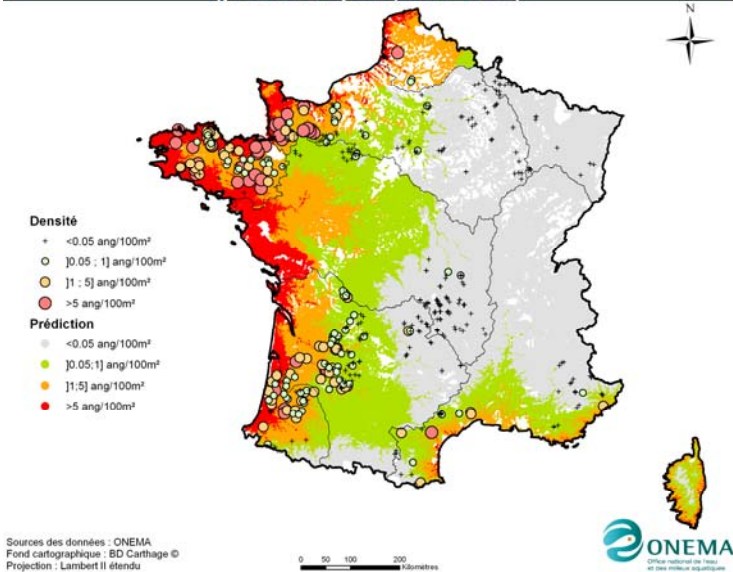 N
Densité
+ <0.05 ang/100m²
]0.05 ; 1] ang/100m²
]1 ; 5] ang/100m²
>5 ang/100m²
Prédiction
<0.05 ang/100m²
]0.05;1] ang/100m²
]1;5] ang/100m²
>5 ang/100m²
Sources des données : ONEMA
Fond cartographique : BD Carthage ©
Projection : Lambert II étendu
0 50 100 200
Kilomètres
ONEMA
Office national de l'eau
et des milieux aquatiques